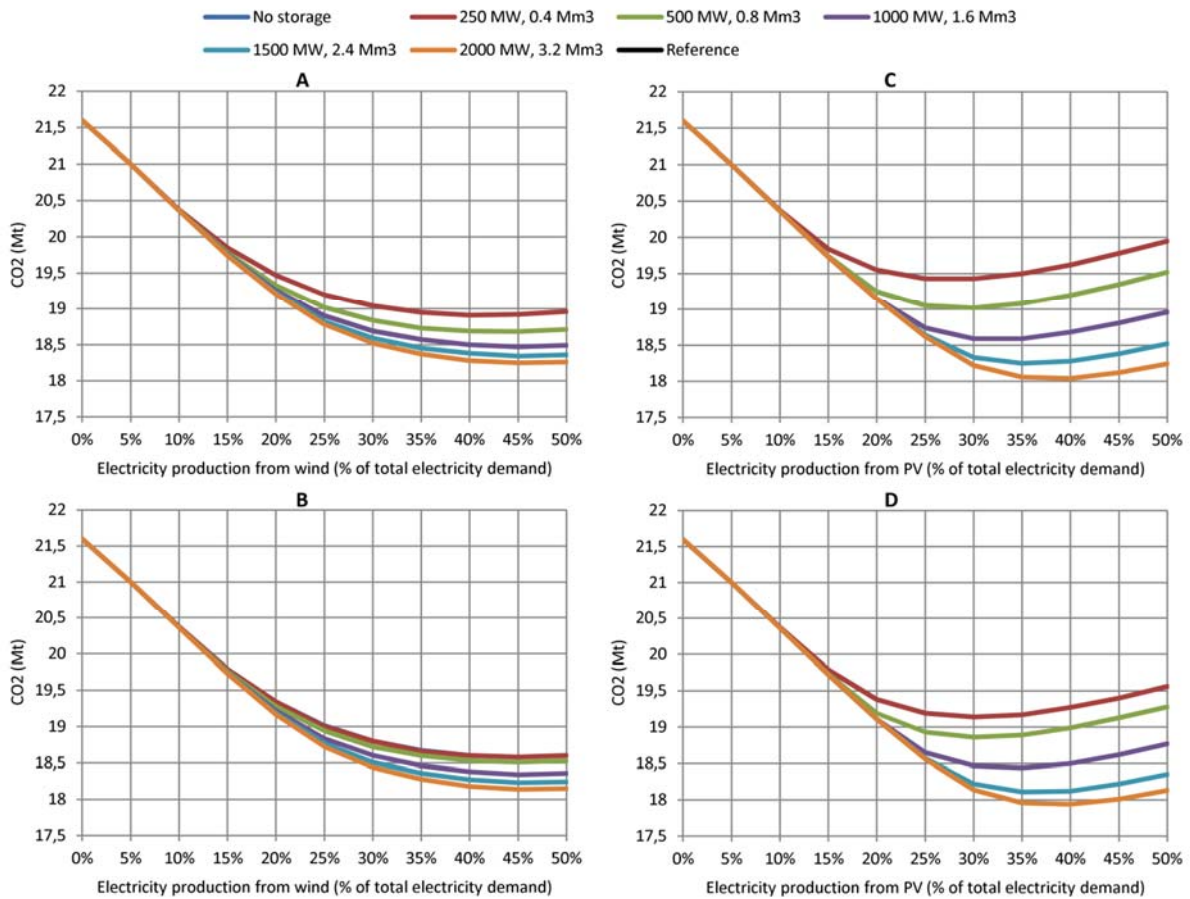 No storage 250 MW, 0.4 Mm3 500 MW, 0.8 Mm3 1000 MW, 1.6 Mm3
1500 MW, 2.4 Mm3 2000 MW, 3.2 Mm3 Reference
A
22
21,5
21
20,5
20
19,5
19
18,5
18
17,5
CO2 (Mt)
0% 5% 10% 15% 20% 25% 30% 35% 40% 45% 50%
Electricity production from wind (% of total electricity demand)
C
22
21,5
21
20,5
20
19,5
19
18,5
18
17,5
CO2 (Mt)
0% 5% 10% 15% 20% 25% 30% 35% 40% 45% 50%
Electricity production from PV (% of total electricity demand)
B
22
21,5
21
20,5
20
19,5
19
18,5
18
17,5
CO2 (Mt)
0% 5% 10% 15% 20% 25% 30% 35% 40% 45% 50%
Electricity production from wind (% of total electricity demand)
D
22
21,5
21
20,5
20
19,5
19
18,5
18
17,5
CO2 (Mt)
0% 5% 10% 15% 20% 25% 30% 35% 40% 45% 50%
Electricity production from PV (% of total electricity demand)